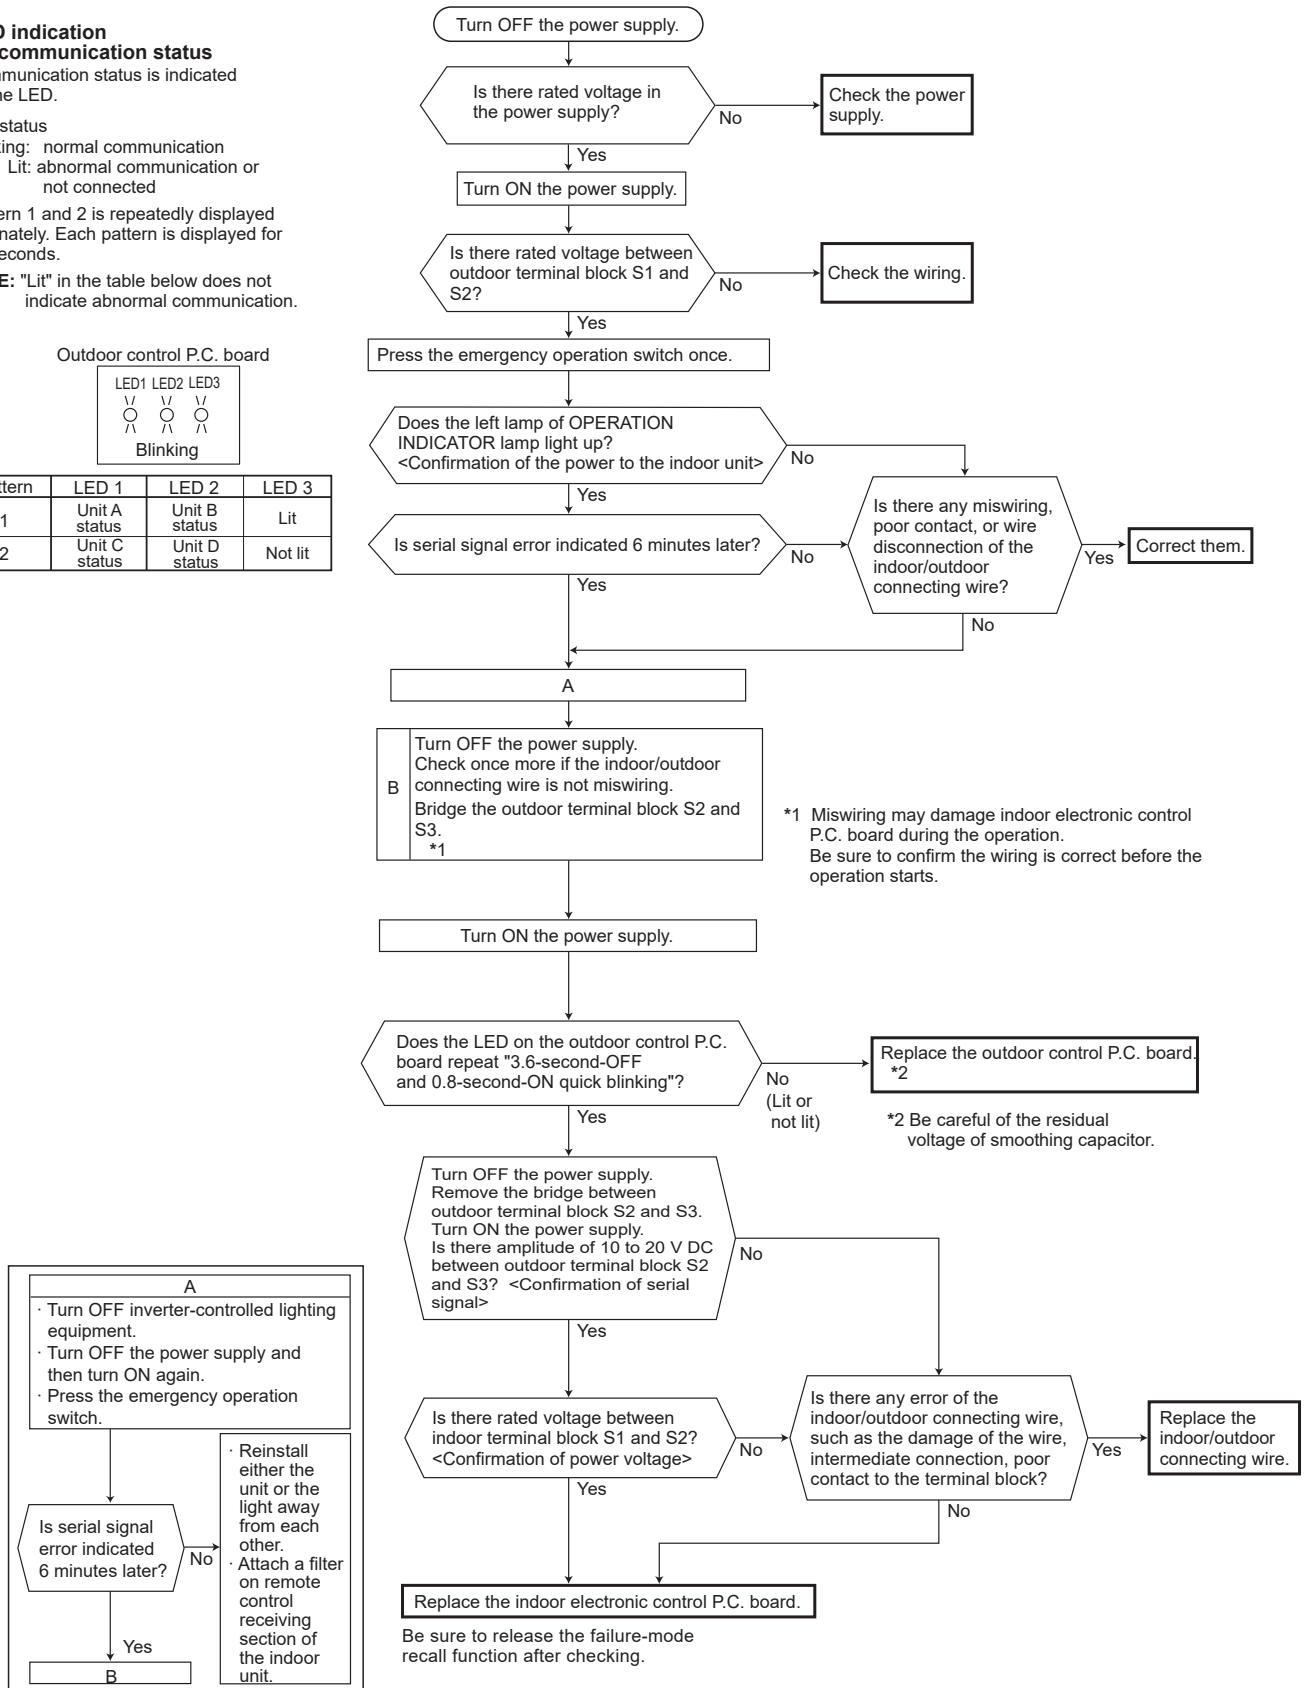 indication
communication status
munication status is indicated
LED.
status
king: normal communication
Lit: abnormal communication or
not connected
ern 1 and 2 is repeatedly displayed
nately. Each pattern is displayed for
econds.
E: "Lit" in the table below does not
indicate abnormal communication.
Outdoor control P.C. board
LED1 LED2 LED3
Blinking
ttern LED 1 LED 2 LED 3
1 Unit A status Unit B status Lit
2 Unit C status Unit D status Not lit
Turn OFF the power supply.
Is there rated voltage in
the power supply?
No
Check the power
supply.
Yes
Turn ON the power supply.
Is there rated voltage between
outdoor terminal block S1 and
S2?
No
Check the wiring.
Yes
Press the emergency operation switch once.
Does the left lamp of OPERATION
INDICATOR lamp light up?
<Confirmation of the power to the indoor unit>
No
Yes
Is serial signal error indicated 6 minutes later?
No
Is there any miswiring,
poor contact, or wire
disconnection of the
indoor/outdoor
connecting wire?
Yes
Correct them.
Yes
No
A
B
Turn OFF the power supply.
Check once more if the indoor/outdoor
connecting wire is not miswiring.
Bridge the outdoor terminal block S2 and
S3.
*1
*1 Miswiring may damage indoor electronic control
P.C. board during the operation.
Be sure to confirm the wiring is correct before the
operation starts.
Turn ON the power supply.
Does the LED on the outdoor control P.C.
board repeat "3.6-second-OFF
and 0.8-second-ON quick blinking"?
No
(Lit or
not lit)
Replace the outdoor control P.C. board.
*2
*2 Be careful of the residual
voltage of smoothing capacitor.
Yes
Turn OFF the power supply.
Remove the bridge between
outdoor terminal block S2 and S3.
Turn ON the power supply.
Is there amplitude of 10 to 20 V DC
between outdoor terminal block S2
and S3? <Confirmation of serial
signal>
No
Yes
Is there rated voltage between
indoor terminal block S1 and S2?
<Confirmation of power voltage>
No
Is there any error of the
indoor/outdoor connecting wire,
such as the damage of the wire,
intermediate connection, poor
contact to the terminal block?
Yes
Replace the
indoor/outdoor
connecting wire.
Yes
No
Replace the indoor electronic control P.C. board.
Be sure to release the failure-mode
recall function after checking.
A
· Turn OFF inverter-controlled lighting
equipment.
· Turn OFF the power supply and
then turn ON again.
· Press the emergency operation
switch.
Is serial signal
error indicated
6 minutes later?
No
· Reinstall
either the
unit or the
light away
from each
other.
· Attach a filter
on remote
control
receiving
section of
the indoor
unit.
Yes
B